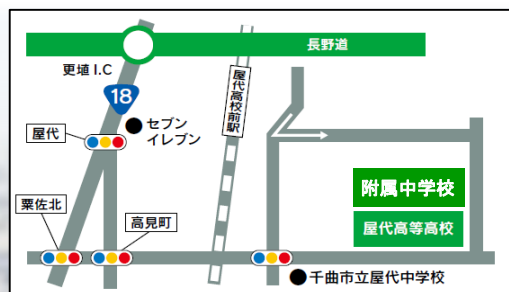 長野道
更埴 I.C
18
屋代高校前駅
セブン
イレブン
屋代
附属中学校
屋代高等学校
粟佐北
高見町
千曲市立屋代中学校